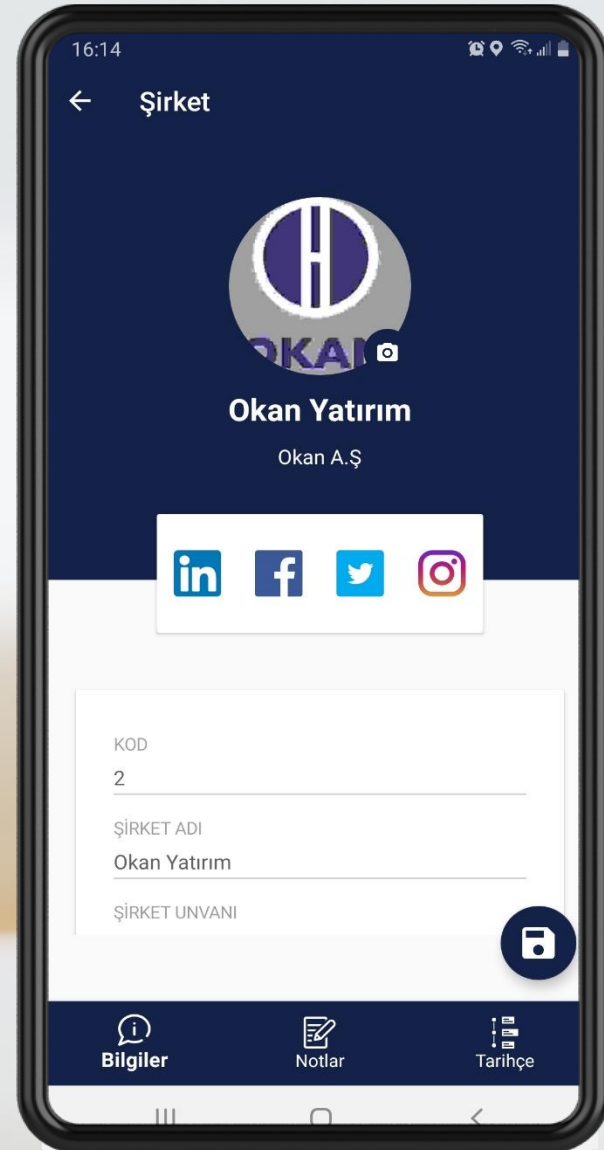 16:14
Şirket
OKAN
Okan Yatırım
Okan A.Ş
in f
KOD
2
ŞİRKET ADI
Okan Yatırım
ŞİRKET UNVANI
Bilgiler Notlar Tarihçe